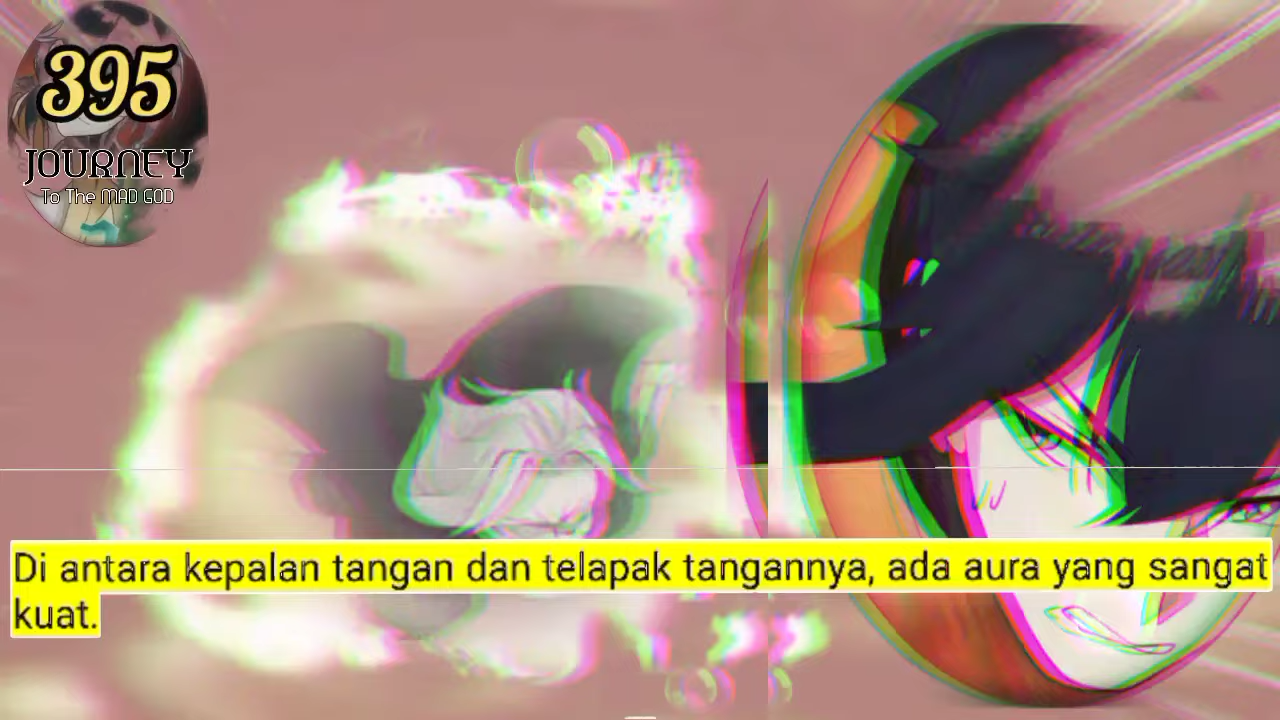 395
JOURNEY
To The MAD GOD
Di antara kepalan tangan dan telapak tangannya, ada aura yang sangat
kuat.